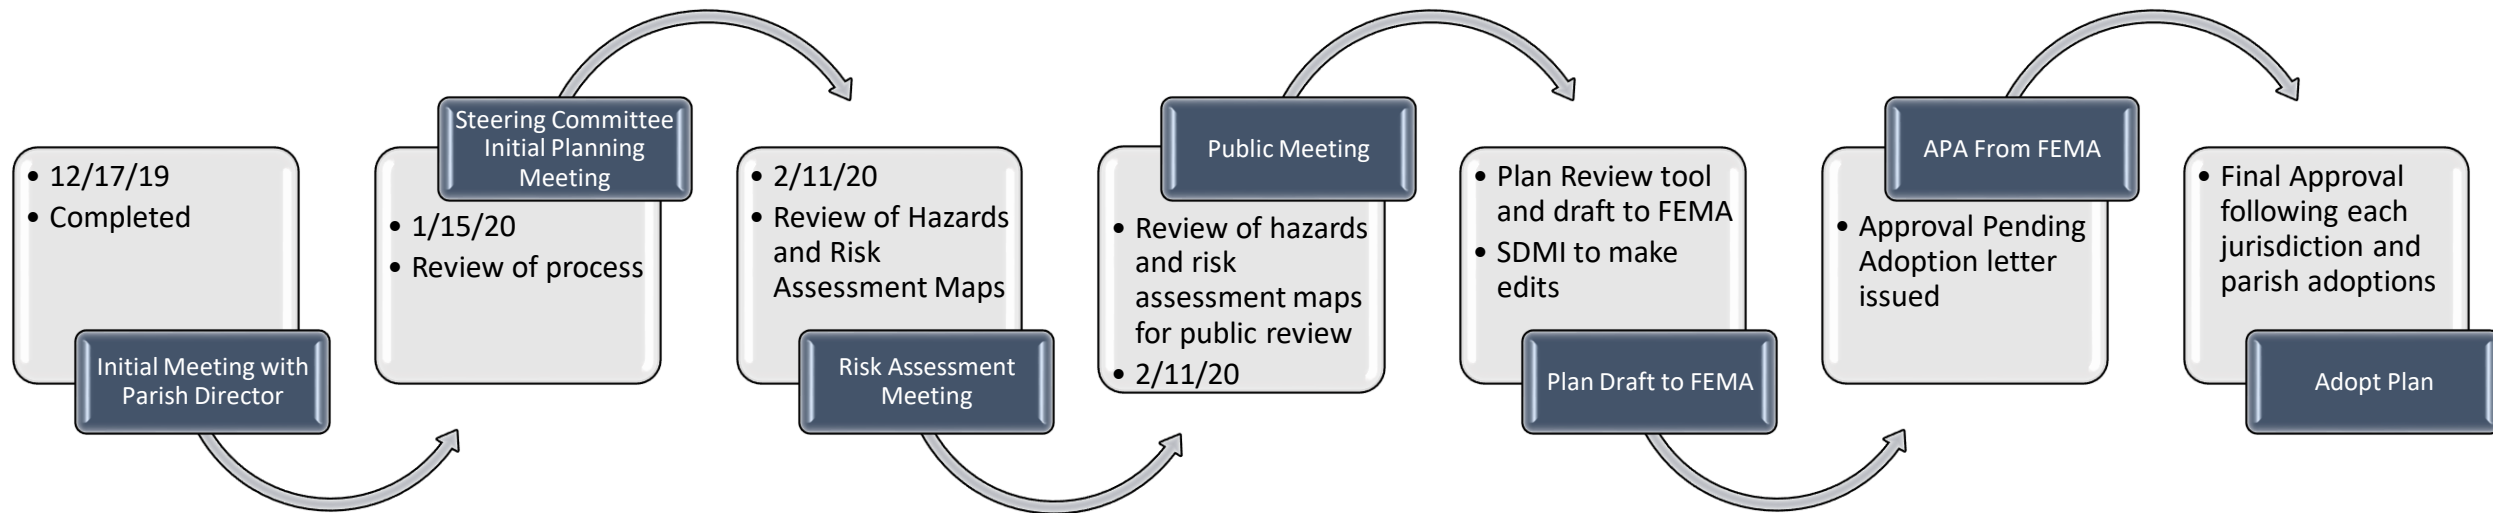 • 12/17/19
• Completed
Initial Meeting with
Parish Director
Steering Committee
Initial Planning
Meeting
• 1/15/20
• Review of process
• 2/11/20
• Review of Hazards
and Risk
Assessment Maps
Risk Assessment
Meeting
Public Meeting
• Review of hazards
and risk
assessment maps
for public review
• 2/11/20
• Plan Review tool
and draft to FEMA
• SDMI to make
edits
Plan Draft to FEMA
APA From FEMA
• Approval Pending
Adoption letter
issued
• Final Approval
following each
jurisdiction and
parish adoptions
Adopt Plan